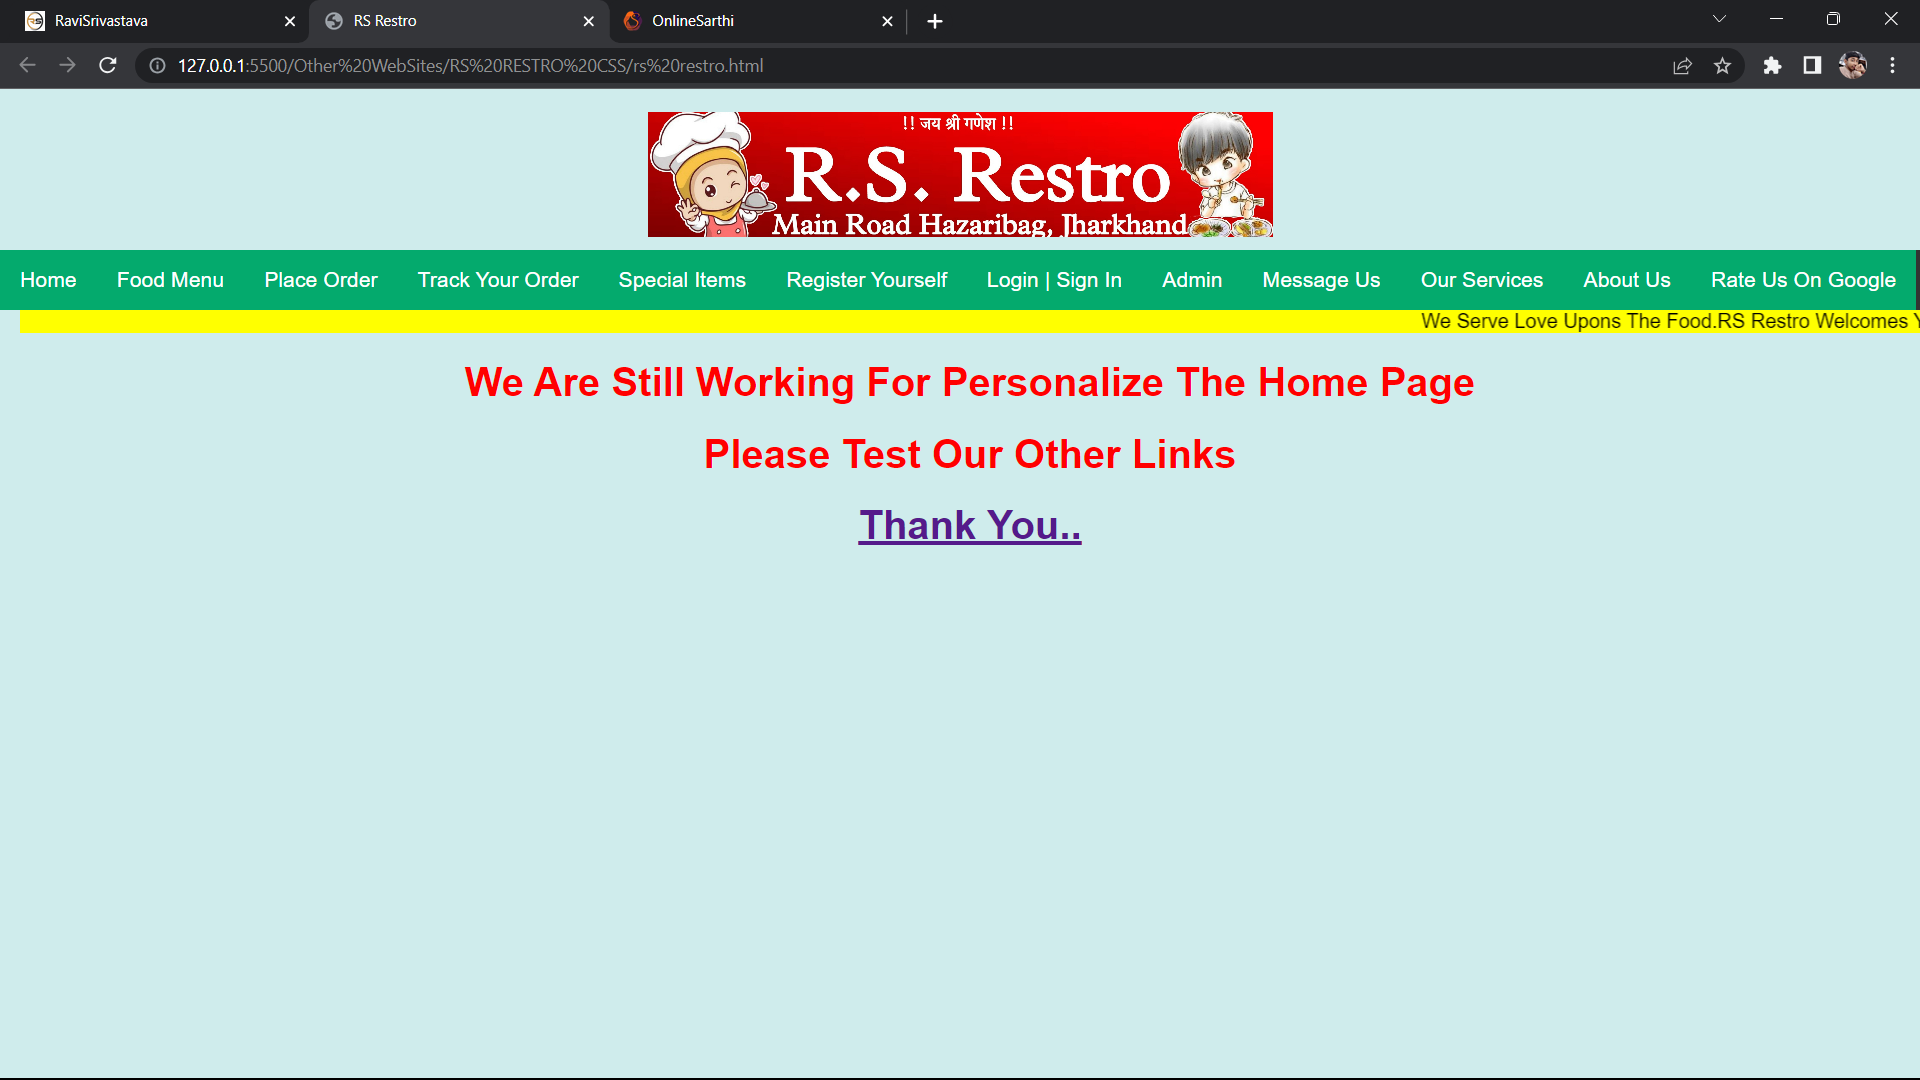 RaviSrivastava
RS Restro
OnlineSarthi
127.0.0.1:5500/Other%20WebSites/RS%20RESTRO%20CSS/rs%20restro.html
!! जय श्री गणेश !!
R.S. Restro
Main Road Hazaribag, Jharkhand
Home Food Menu Place Order Track Your Order Special Items Register Yourself Login | Sign In Admin Message Us Our Services About Us Rate Us On Google
We Serve Love Upons The Food.RS Restro Welcomes Y
We Are Still Working For Personalize The Home Page
Please Test Our Other Links
Thank You..